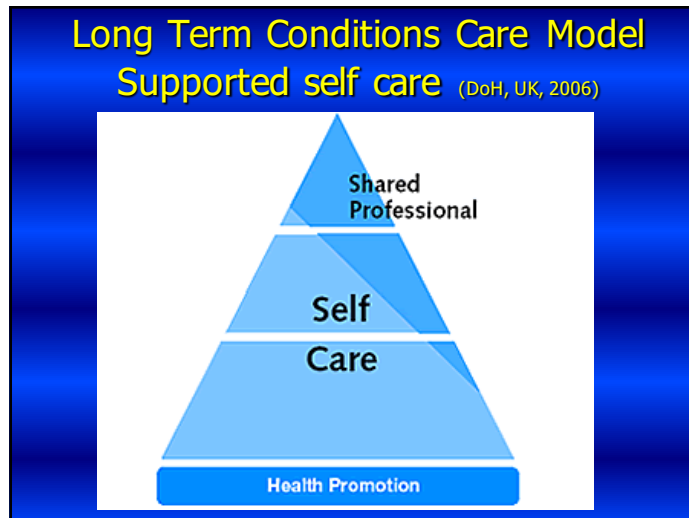 Long Term Conditions Care Model
Supported self care (DoH, UK, 2006)
Shared
Professional
Self
Care
Health Promotion